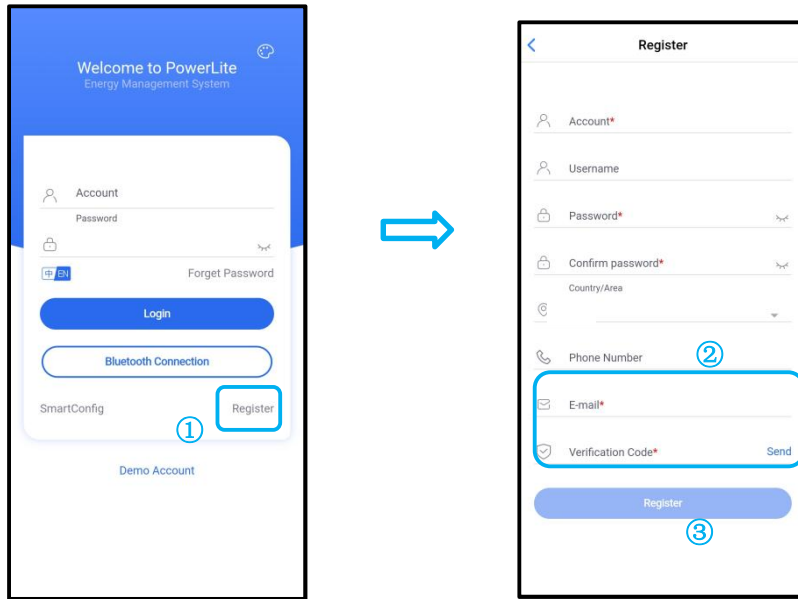 Welcome to PowerLite
Energy Management System
Account
Password
中/EN
Forget Password
Login
Bluetooth Connection
SmartConfig
Register
①
Demo Account
Register
Account*
Username
Password*
Confirm password*
Country/Area
Phone Number
②
E-mail*
Verification Code*
Send
Register
③